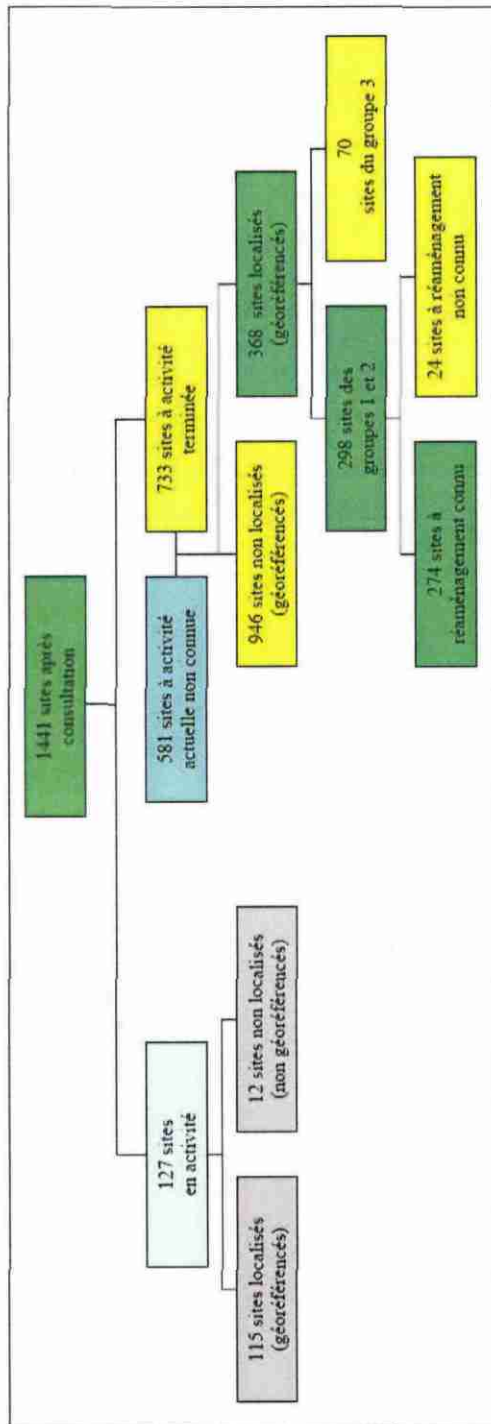 1441 sites après
consultation
127 sites
en activité
581 sites à activité
actuelle non connue
733 sites à activité
terminée
115 sites localisés
(géoréférencés)
12 sites non localisés
(non géoréférencés)
946 sites non localisés
(géoréférencés)
368 sites localisés
(géoréférencés)
298 sites des
groupes 1 et 2
70
sites du groupe 3
274 sites à
réaménagement connu
24 sites à réaménagement
non connu